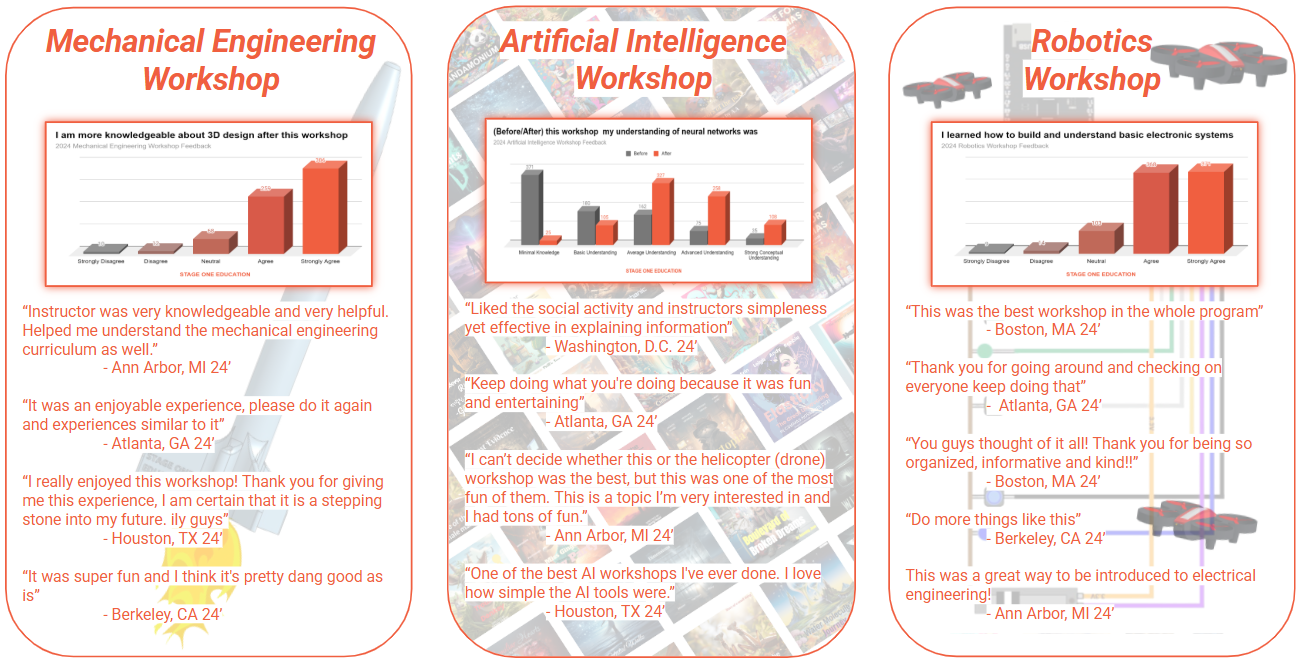 Mechanical Engineering
Workshop
I am more knowledgeable about 3D design after this workshop
2024 Mechanical Engineering Workshop Feedback
Strongly Disagree
Disagree
Neutral
Agree
Strongly Agree
STAGE ONE EDUCATION
“Instructor was very knowledgeable and very helpful.
Helped me understand the mechanical engineering
curriculum as well.”
- Ann Arbor, MI 24’
“It was an enjoyable experience, please do it again
and experiences similar to it”
- Atlanta, GA 24’
“I really enjoyed this workshop! Thank you for giving
me this experience, I am certain that it is a stepping
stone into my future. ily guys”
- Houston, TX 24’
“It was super fun and I think it's pretty dang good as
is”
- Berkeley, CA 24’
Artificial Intelligence
Workshop
(Before/After) this workshop my understanding of neural networks was
2024 Artificial Intelligence Workshop Feedback
Before After
Minimal Knowledge
Basic Understanding
Average Understanding
Advanced Understanding
Strong Conceptual
Understanding
STAGE ONE EDUCATION
“Liked the social activity and instructors simpleness
yet effective in explaining information”
- Washington, D.C. 24’
“Keep doing what you're doing because it was fun
and entertaining”
- Atlanta, GA 24’
“I can’t decide whether this or the helicopter (drone)
workshop was the best, but this was one of the most
fun of them. This is a topic I’m very interested in and
I had tons of fun.”
- Ann Arbor, MI 24’
“One of the best AI workshops I've ever done. I love
how simple the AI tools were.”
- Houston, TX 24’
Robotics
Workshop
I learned how to build and understand basic electronic systems
2024 Robotics Workshop Feedback
Strongly Disagree
Disagree
Neutral
Agree
Strongly Agree
STAGE ONE EDUCATION
“This was the best workshop in the whole program”
- Boston, MA 24’
“Thank you for going around and checking on
everyone keep doing that”
- Atlanta, GA 24’
“You guys thought of it all! Thank you for being so
organized, informative and kind!!”
- Boston, MA 24’
“Do more things like this”
- Berkeley, CA 24’
This was a great way to be introduced to electrical
engineering!
- Ann Arbor, MI 24’